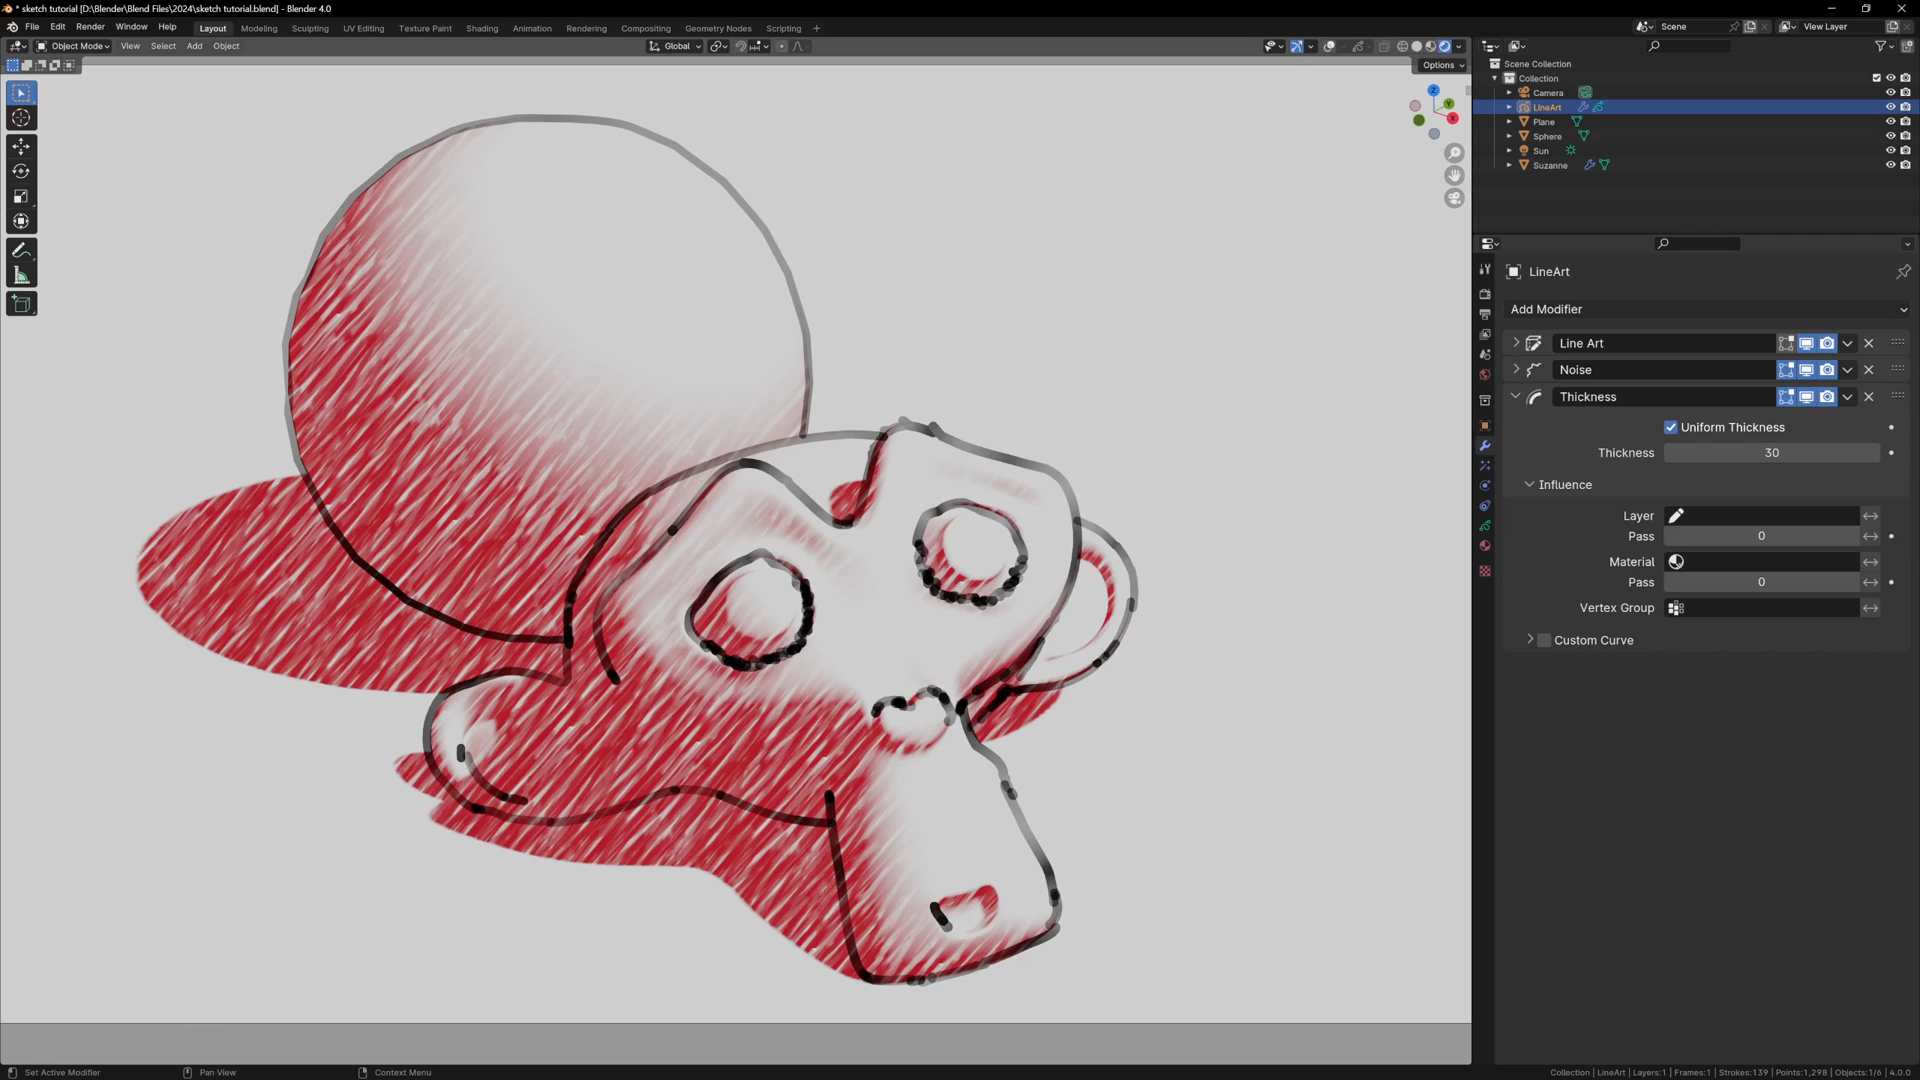 * sketch tutorial [D:\Blender\Blend Files\2024\sketch tutorial.blend] - Blender 4.0
File Edit Render Window Help
Layout Modeling Sculpting UV Editing Texture Paint Shading Animation Rendering Compositing Geometry Nodes Scripting +
Scene View Layer
Object Mode View Select Add Object Global
Options
Z
Y
X
Scene Collection
Collection
Camera
LineArt
Plane
Sphere
Sun
Suzanne
LineArt
Add Modifier
Line Art
Noise
Thickness
Uniform Thickness
Thickness 30
Influence
Layer
Pass 0
Material
Pass 0
Vertex Group
Custom Curve
Set Active Modifier Pan View Context Menu
Collection | LineArt | Layers:1 | Frames:1 | Strokes:139 | Points:1,298 | Objects:1/6 | 4.0.0